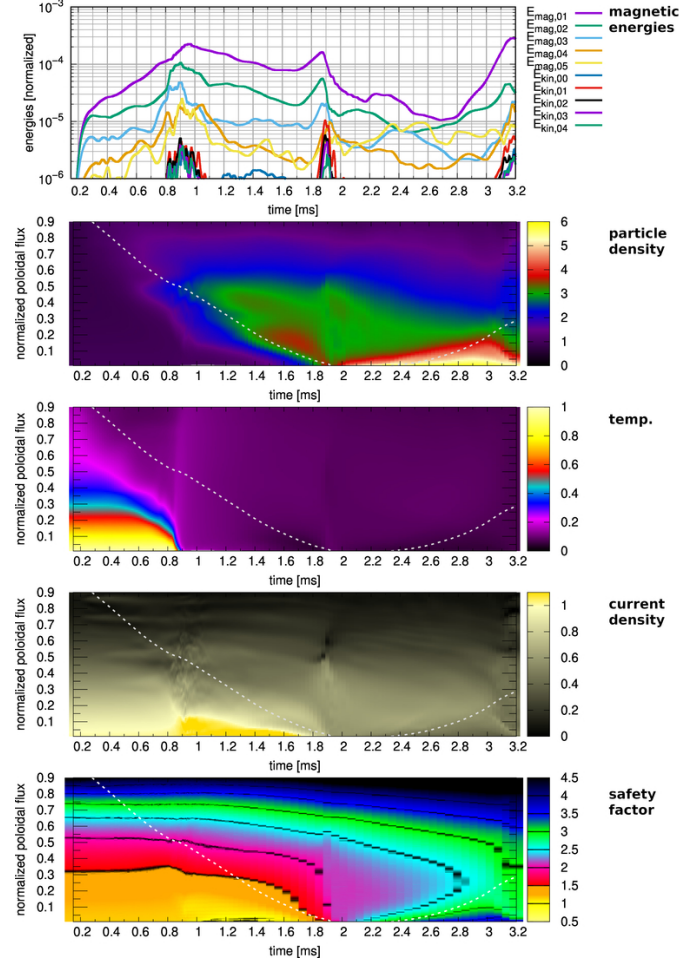 10⁻⁴
10⁻⁵
10⁻⁶
energies [normalized]
0.2 0.4 0.6 0.8 1 1.2 1.4 1.6 1.8 2 2.2 2.4 2.6 2.8 3 3.2
time [ms]
E_mag,01
E_mag,02
E_mag,03
E_mag,04
E_mag,05
E_kin,00
E_kin,01
E_kin,02
E_kin,03
E_kin,04
magnetic
energies
normalized poloidal flux
0.9
0.8
0.7
0.6
0.5
0.4
0.3
0.2
0.1
0.2 0.4 0.6 0.8 1 1.2 1.4 1.6 1.8 2 2.2 2.4 2.6 2.8 3 3.2
time [ms]
6
5
4
3
2
1
0
particle
density
normalized poloidal flux
0.9
0.8
0.7
0.6
0.5
0.4
0.3
0.2
0.1
0.2 0.4 0.6 0.8 1 1.2 1.4 1.6 1.8 2 2.2 2.4 2.6 2.8 3 3.2
time [ms]
1
0.8
0.6
0.4
0.2
0
temp.
normalized poloidal flux
0.9
0.8
0.7
0.6
0.5
0.4
0.3
0.2
0.1
0.2 0.4 0.6 0.8 1 1.2 1.4 1.6 1.8 2 2.2 2.4 2.6 2.8 3 3.2
time [ms]
1
0.8
0.6
0.4
0.2
0
current
density
normalized poloidal flux
0.9
0.8
0.7
0.6
0.5
0.4
0.3
0.2
0.1
0.2 0.4 0.6 0.8 1 1.2 1.4 1.6 1.8 2 2.2 2.4 2.6 2.8 3 3.2
time [ms]
4.5
4
3.5
3
2.5
2
1.5
1
0.5
safety
factor